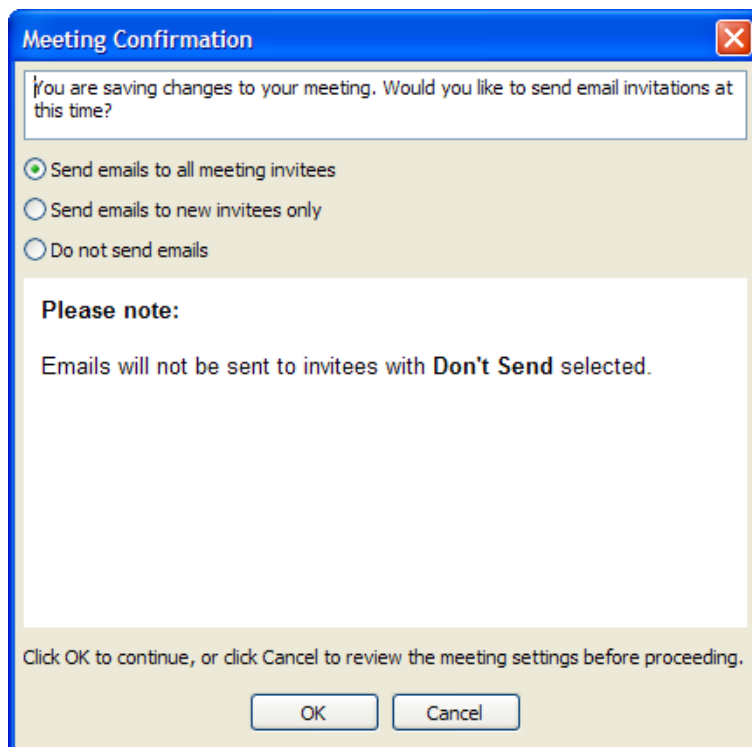 Meeting Confirmation
You are saving changes to your meeting. Would you like to send email invitations at
this time?
Send emails to all meeting invitees
Send emails to new invitees only
Do not send emails
Please note:
Emails will not be sent to invitees with Don't Send selected.
Click OK to continue, or click Cancel to review the meeting settings before proceeding.
OK Cancel